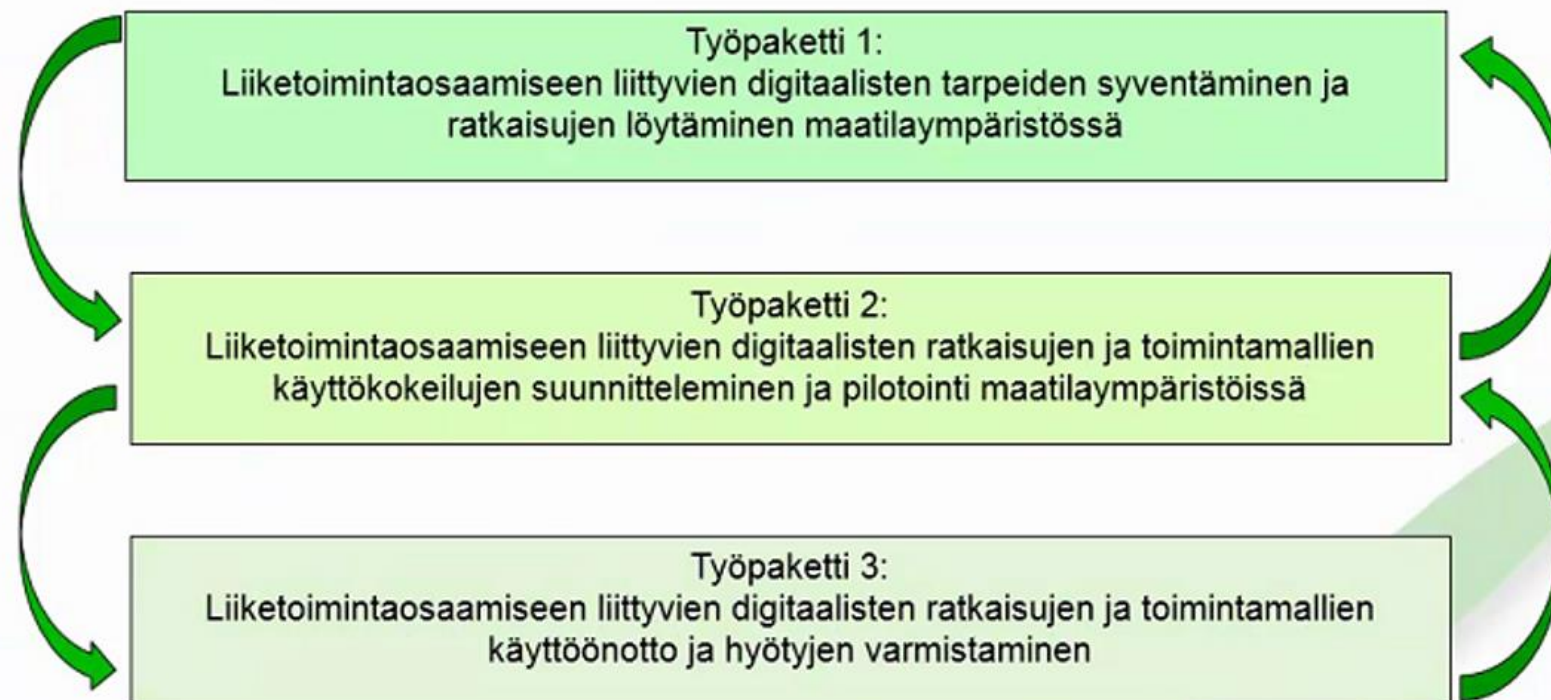 Työpaketti 1:
Liiketoimintaosaamiseen liittyvien digitaalisten tarpeiden syventäminen ja
ratkaisujen löytäminen maatilaympäristössä
Työpaketti 2:
Liiketoimintaosaamiseen liittyvien digitaalisten ratkaisujen ja toimintamallien
käyttökokeilujen suunnitteleminen ja pilotointi maatilaympäristöissä
Työpaketti 3:
Liiketoimintaosaamiseen liittyvien digitaalisten ratkaisujen ja toimintamallien
käyttöönotto ja hyötyjen varmistaminen